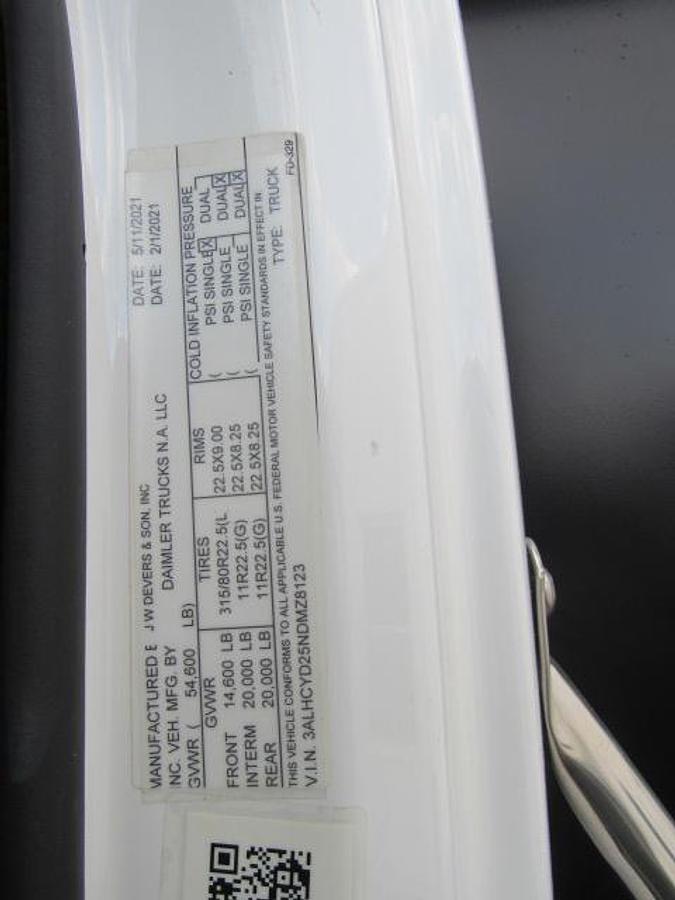 MANUFACTURED E J W DEVERS & SON, INC DATE: 5/11/2021
INC. VEH. MFG. BY DAIMLER TRUCKS N.A. LLC DATE: 2/1/2021
GVWR ( 54,600 LB)
GVWR TIRES RIMS COLD INFLATION PRESSURE
FRONT 14,600 LB 315/80R22.5(L 22.5X9.00 ( PSI SINGLE X DUAL
INTERM 20,000 LB 11R22.5(G) 22.5X8.25 ( PSI SINGLE DUAL X
REAR 20,000 LB 11R22.5(G) 22.5X8.25 ( PSI SINGLE DUAL X
THIS VEHICLE CONFORMS TO ALL APPLICABLE U.S. FEDERAL MOTOR VEHICLE SAFETY STANDARDS IN EFFECT IN
V.I.N. 3ALHCYD25NDMZ8123 TYPE: TRUCK
FD-329